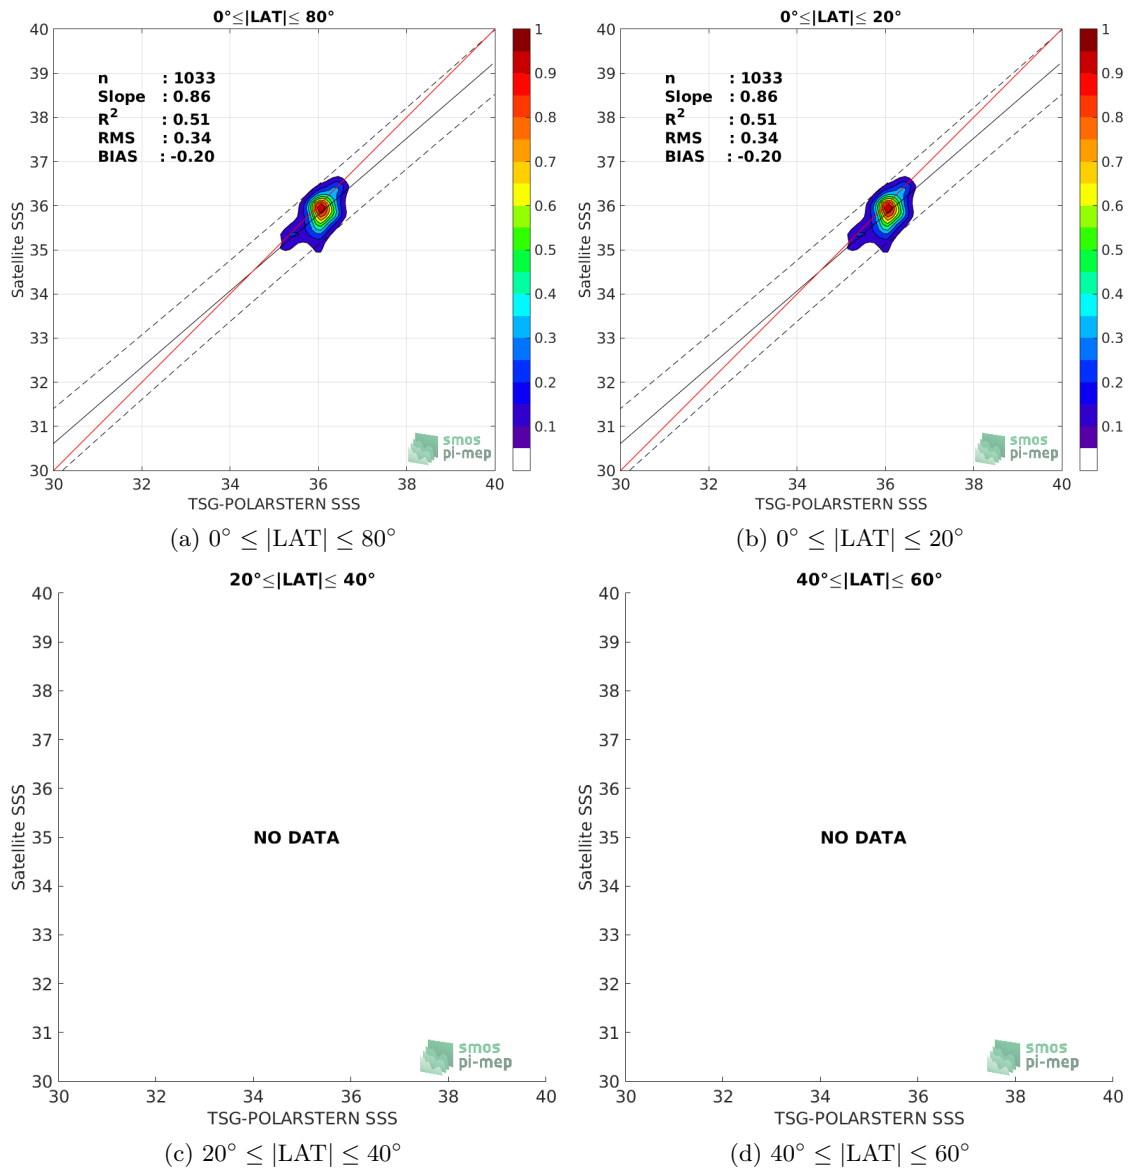 0°≤|LAT|≤ 80°
40
39
38
37
36
35
34
33
32
31
30
Satellite SSS
n : 1033
Slope : 0.86
R2 : 0.51
RMS : 0.34
BIAS : -0.20
smos
pi-mep
30 32 34 36 38 40
TSG-POLARSTERN SSS
1
0.9
0.8
0.7
0.6
0.5
0.4
0.3
0.2
0.1
(a) 0° ≤ |LAT| ≤ 80°
0°≤|LAT|≤ 20°
40
39
38
37
36
35
34
33
32
31
30
Satellite SSS
n : 1033
Slope : 0.86
R2 : 0.51
RMS : 0.34
BIAS : -0.20
smos
pi-mep
30 32 34 36 38 40
TSG-POLARSTERN SSS
1
0.9
0.8
0.7
0.6
0.5
0.4
0.3
0.2
0.1
(b) 0° ≤ |LAT| ≤ 20°
20°≤|LAT|≤ 40°
40
39
38
37
36
35
34
33
32
31
30
Satellite SSS
NO DATA
smos
pi-mep
30 32 34 36 38 40
TSG-POLARSTERN SSS
(c) 20° ≤ |LAT| ≤ 40°
40°≤|LAT|≤ 60°
40
39
38
37
36
35
34
33
32
31
30
Satellite SSS
NO DATA
smos
pi-mep
30 32 34 36 38 40
TSG-POLARSTERN SSS
(d) 40° ≤ |LAT| ≤ 60°